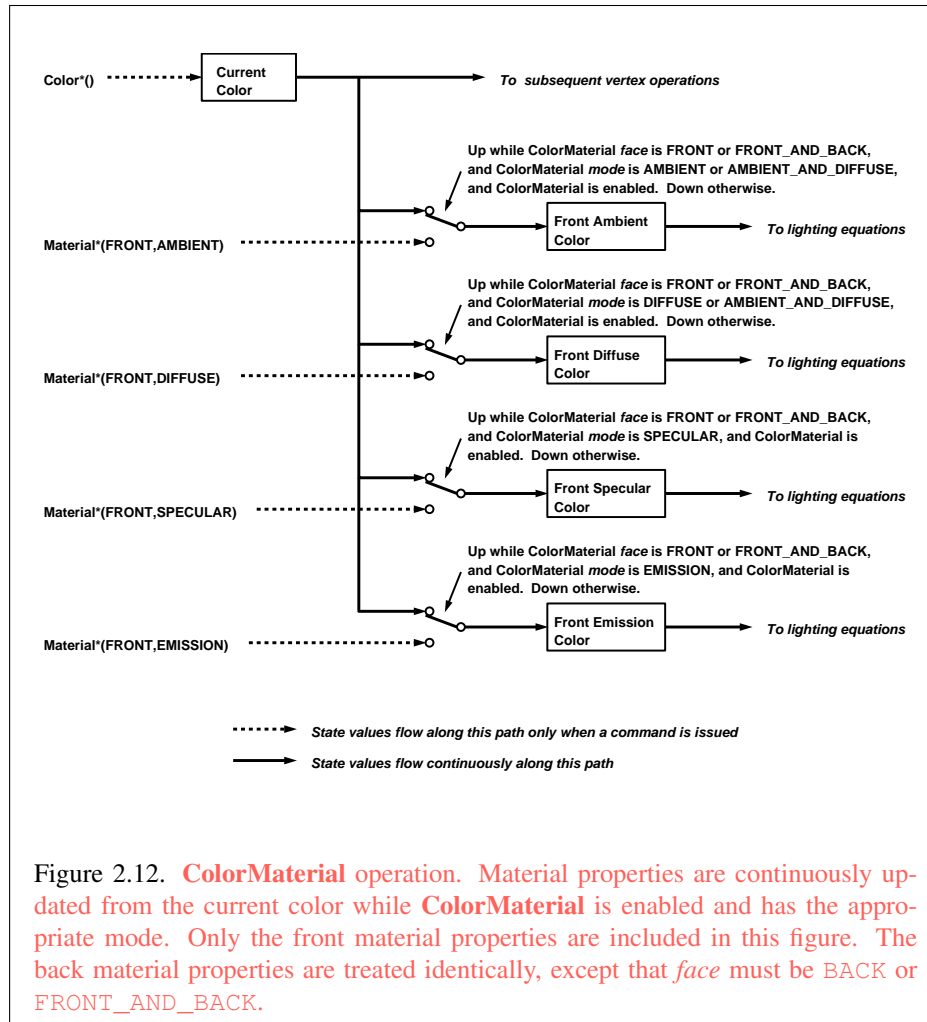 Color*()
Current
Color
To subsequent vertex operations
Up while ColorMaterial face is FRONT or FRONT_AND_BACK,
and ColorMaterial mode is AMBIENT or AMBIENT_AND_DIFFUSE,
and ColorMaterial is enabled. Down otherwise.
Material*(FRONT,AMBIENT)
Front Ambient
Color
To lighting equations
Up while ColorMaterial face is FRONT or FRONT_AND_BACK,
and ColorMaterial mode is DIFFUSE or AMBIENT_AND_DIFFUSE,
and ColorMaterial is enabled. Down otherwise.
Material*(FRONT,DIFFUSE)
Front Diffuse
Color
To lighting equations
Up while ColorMaterial face is FRONT or FRONT_AND_BACK,
and ColorMaterial mode is SPECULAR, and ColorMaterial is
enabled. Down otherwise.
Material*(FRONT,SPECULAR)
Front Specular
Color
To lighting equations
Up while ColorMaterial face is FRONT or FRONT_AND_BACK,
and ColorMaterial mode is EMISSION, and ColorMaterial is
enabled. Down otherwise.
Material*(FRONT,EMISSION)
Front Emission
Color
To lighting equations
State values flow along this path only when a command is issued
State values flow continuously along this path
Figure 2.12. ColorMaterial operation. Material properties are continuously up-
dated from the current color while ColorMaterial is enabled and has the appro-
priate mode. Only the front material properties are included in this figure. The
back material properties are treated identically, except that face must be BACK or
FRONT_AND_BACK.